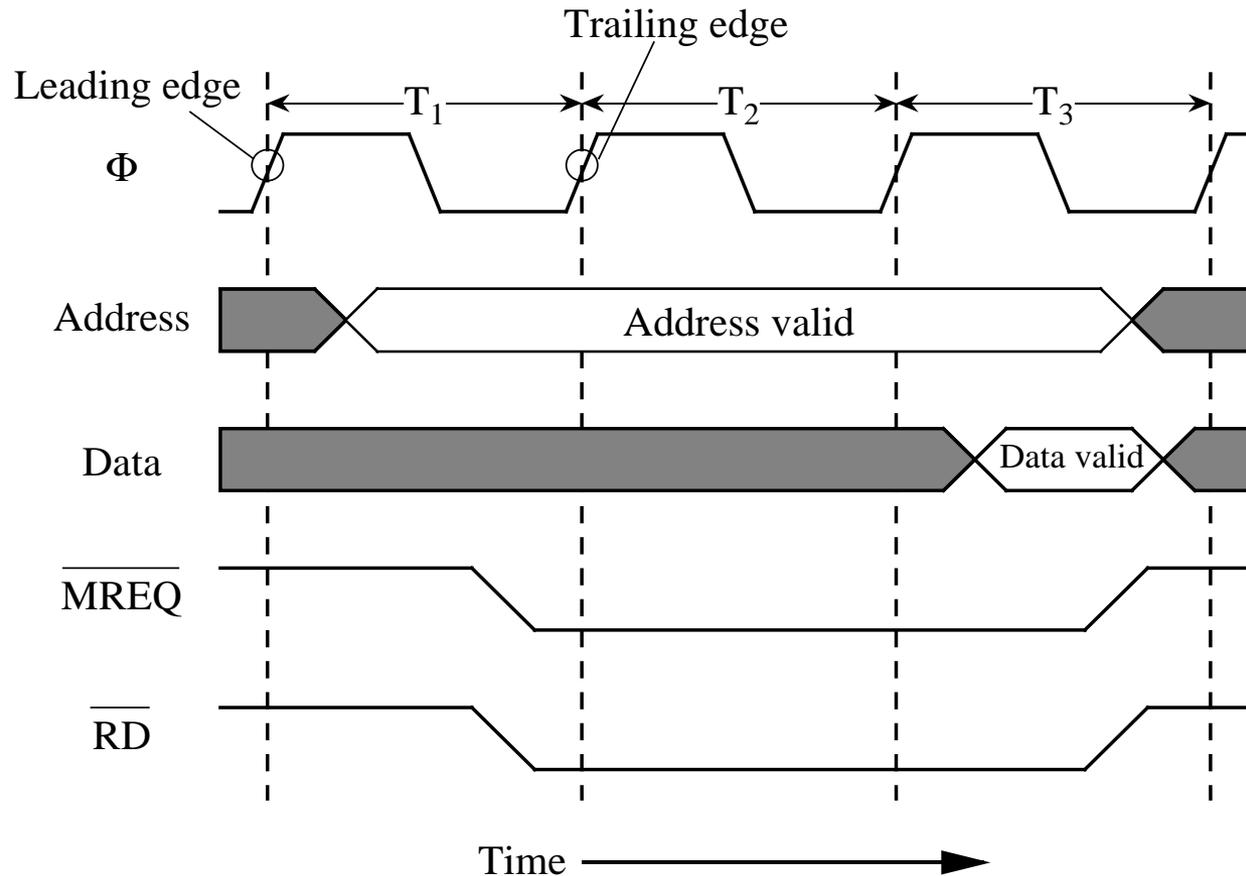 Trailing edge
Leading edge
T1 T2 T3
Φ
Address
Address valid
Data
Data valid
MREQ
RD
Time